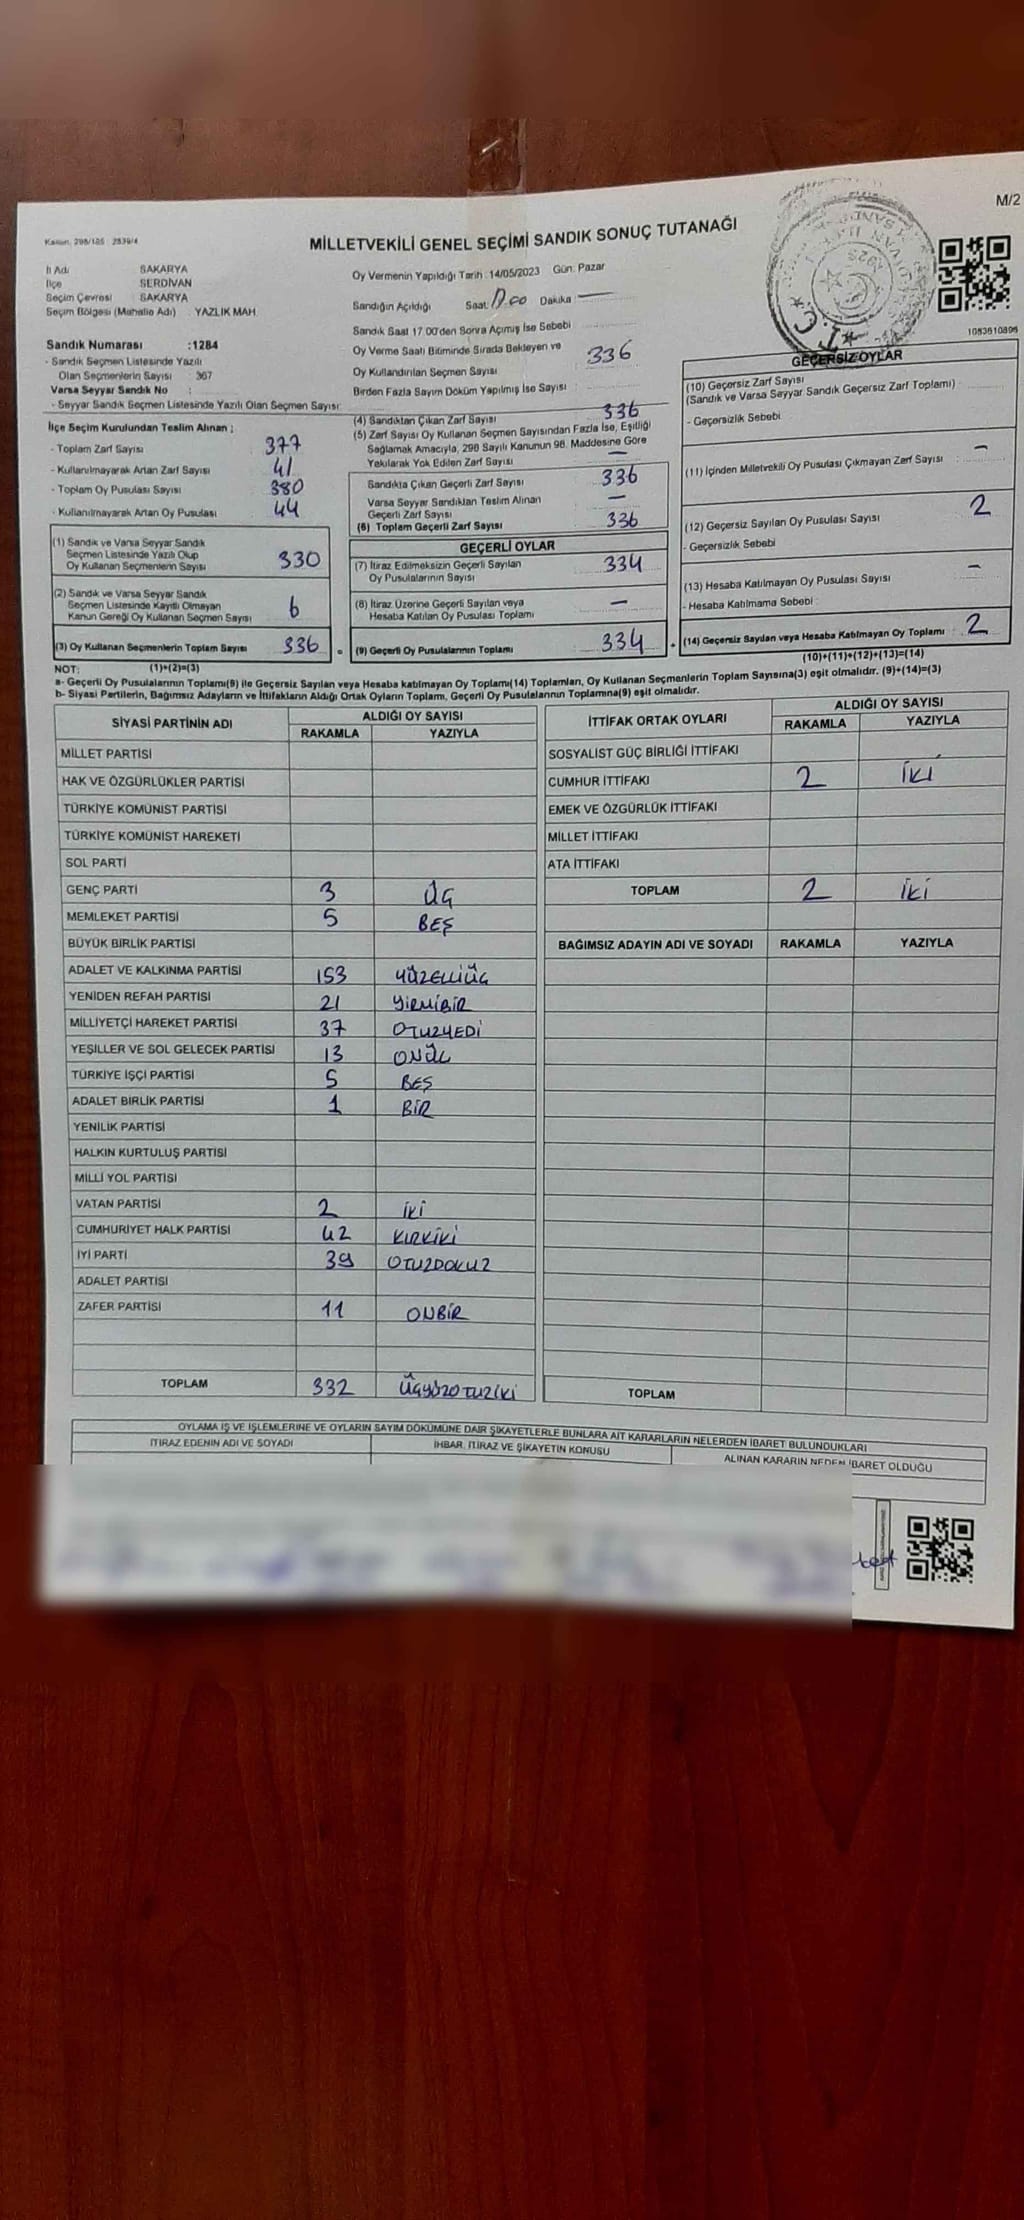 M/2
Kanun: 298/105 : 2839/4
MİLLETVEKİLİ GENEL SEÇİMİ SANDIK SONUÇ TUTANAĞI
İl Adı SAKARYA
İlçe SERDİVAN
Seçim Çevresi SAKARYA
Seçim Bölgesi (Mahalle Adı) YAZLIK MAH.
Oy Vermenin Yapıldığı Tarih :14/05/2023 Gün: Pazar
Sandığın Açıldığı Saat: Dakika :
Sandık Saat 17.00'den Sonra Açımış İse Sebebi
Oy Verme Saati Bitiminde Sırada Bekleyen ve
Oy Kullandırılan Seçmen Sayısı 336
Birden Fazla Sayım Döküm Yapılmış İse Sayısı :
Sandık Numarası :1284
- Sandık Seçmen Listesinde Yazılı
Olan Seçmenlerin Sayısı : 367
Varsa Seyyar Sandık No :
- Seyyar Sandık Seçmen Listesinde Yazılı Olan Seçmen Sayısı:
1083610896
İlçe Seçim Kurulundan Teslim Alınan ;
- Toplam Zarf Sayısı 377
- Kullanılmayarak Artan Zarf Sayısı 41
- Toplam Oy Pusulası Sayısı 380
- Kullanılmayarak Artan Oy Pusulası 44
(1) Sandık ve Varsa Seyyar Sandık
Seçmen Listesinde Yazılı Olup
Oy Kullanan Seçmenlerin Sayısı 330
(2) Sandık ve Varsa Seyyar Sandık
Seçmen Listesinde Kayıtlı Olmayan
Kanun Gereği Oy Kullanan Seçmen Sayısı 6
(3) Oy Kullanan Seçmenlerin Toplam Sayısı 336
(4) Sandıktan Çıkan Zarf Sayısı 336
(5) Zarf Sayısı Oy Kullanan Seçmen Sayısından Fazla İse, Eşitliği
Sağlamak Amacıyla, 298 Sayılı Kanunun 98. Maddesine Göre
Yakılarak Yok Edilen Zarf Sayısı —
Sandıkta Çıkan Geçerli Zarf Sayısı 336
Varsa Seyyar Sandıktan Teslim Alınan
Geçerli Zarf Sayısı —
(6) Toplam Geçerli Zarf Sayısı 336
GEÇERLİ OYLAR
(7) İtiraz Edilmeksizin Geçerli Sayılan
Oy Pusulalarının Sayısı 334
(8) İtiraz Üzerine Geçerli Sayılan veya
Hesaba Katılan Oy Pusulası Toplamı —
(9) Geçerli Oy Pusulalarının Toplamı 334
GEÇERSİZ OYLAR
(10) Geçersiz Zarf Sayısı
(Sandık ve Varsa Seyyar Sandık Geçersiz Zarf Toplamı) :
- Geçersizlik Sebebi
(11) İçinden Milletvekili Oy Pusulası Çıkmayan Zarf Sayısı —
(12) Geçersiz Sayılan Oy Pusulası Sayısı 2
- Geçersizlik Sebebi
(13) Hesaba Katılmayan Oy Pusulası Sayısı —
- Hesaba Katılmama Sebebi :
(14) Geçersiz Sayılan veya Hesaba Katılmayan Oy Toplamı 2
NOT: (1)+(2)=(3)
(10)+(11)+(12)+(13)=(14)
a- Geçerli Oy Pusulalarının Toplamı(9) ile Geçersiz Sayılan veya Hesaba katılmayan Oy Toplamı(14) Toplamları, Oy Kullanan Seçmenlerin Toplam Sayısına(3) eşit olmalıdır. (9)+(14)=(3)
b- Siyasi Partilerin, Bağımsız Adayların ve İttifakların Aldığı Ortak Oyların Toplamı, Geçerli Oy Pusulalarının Toplamına(9) eşit olmalıdır.
SİYASİ PARTİNİN ADI ALDIĞI OY SAYISI
RAKAMLA YAZIYLA
MİLLET PARTİSİ
HAK VE ÖZGÜRLÜKLER PARTİSİ
TÜRKİYE KOMÜNİST PARTİSİ
TÜRKİYE KOMÜNİST HAREKETİ
SOL PARTİ
GENÇ PARTİ 3 ÜÇ
MEMLEKET PARTİSİ 5 BEŞ
BÜYÜK BİRLİK PARTİSİ
ADALET VE KALKINMA PARTİSİ 153 YÜZELLİÜÇ
YENİDEN REFAH PARTİSİ 21 YİRMİBİR
MİLLİYETÇİ HAREKET PARTİSİ 37 OTUZYEDİ
YEŞİLLER VE SOL GELECEK PARTİSİ 13 ONÜÇ
TÜRKİYE İŞÇİ PARTİSİ 5 BEŞ
ADALET BİRLİK PARTİSİ 1 BİR
YENİLİK PARTİSİ
HALKIN KURTULUŞ PARTİSİ
MİLLİ YOL PARTİSİ
VATAN PARTİSİ 2 İKİ
CUMHURİYET HALK PARTİSİ 42 KIRKİKİ
İYİ PARTİ 39 OTUZDOKUZ
ADALET PARTİSİ
ZAFER PARTİSİ 11 ONBİR
TOPLAM 332 ÜÇYÜZOTUZİKİ
İTTİFAK ORTAK OYLARI ALDIĞI OY SAYISI
RAKAMLA YAZIYLA
SOSYALİST GÜÇ BİRLİĞİ İTTİFAKI
CUMHUR İTTİFAKI 2 İKİ
EMEK VE ÖZGÜRLÜK İTTİFAKI
MİLLET İTTİFAKI
ATA İTTİFAKI
TOPLAM 2 İKİ
BAĞIMSIZ ADAYIN ADI VE SOYADI RAKAMLA YAZIYLA
TOPLAM
OYLAMA İŞ VE İŞLEMLERİNE VE OYLARIN SAYIM DÖKÜMÜNE DAİR ŞİKAYETLERLE BUNLARA AİT KARARLARIN NELERDEN İBARET BULUNDUKLARI
İTİRAZ EDENİN ADI VE SOYADI İHBAR, İTİRAZ VE ŞİKAYETİN KONUSU ALINAN KARARIN NEDEN İBARET OLDUĞU